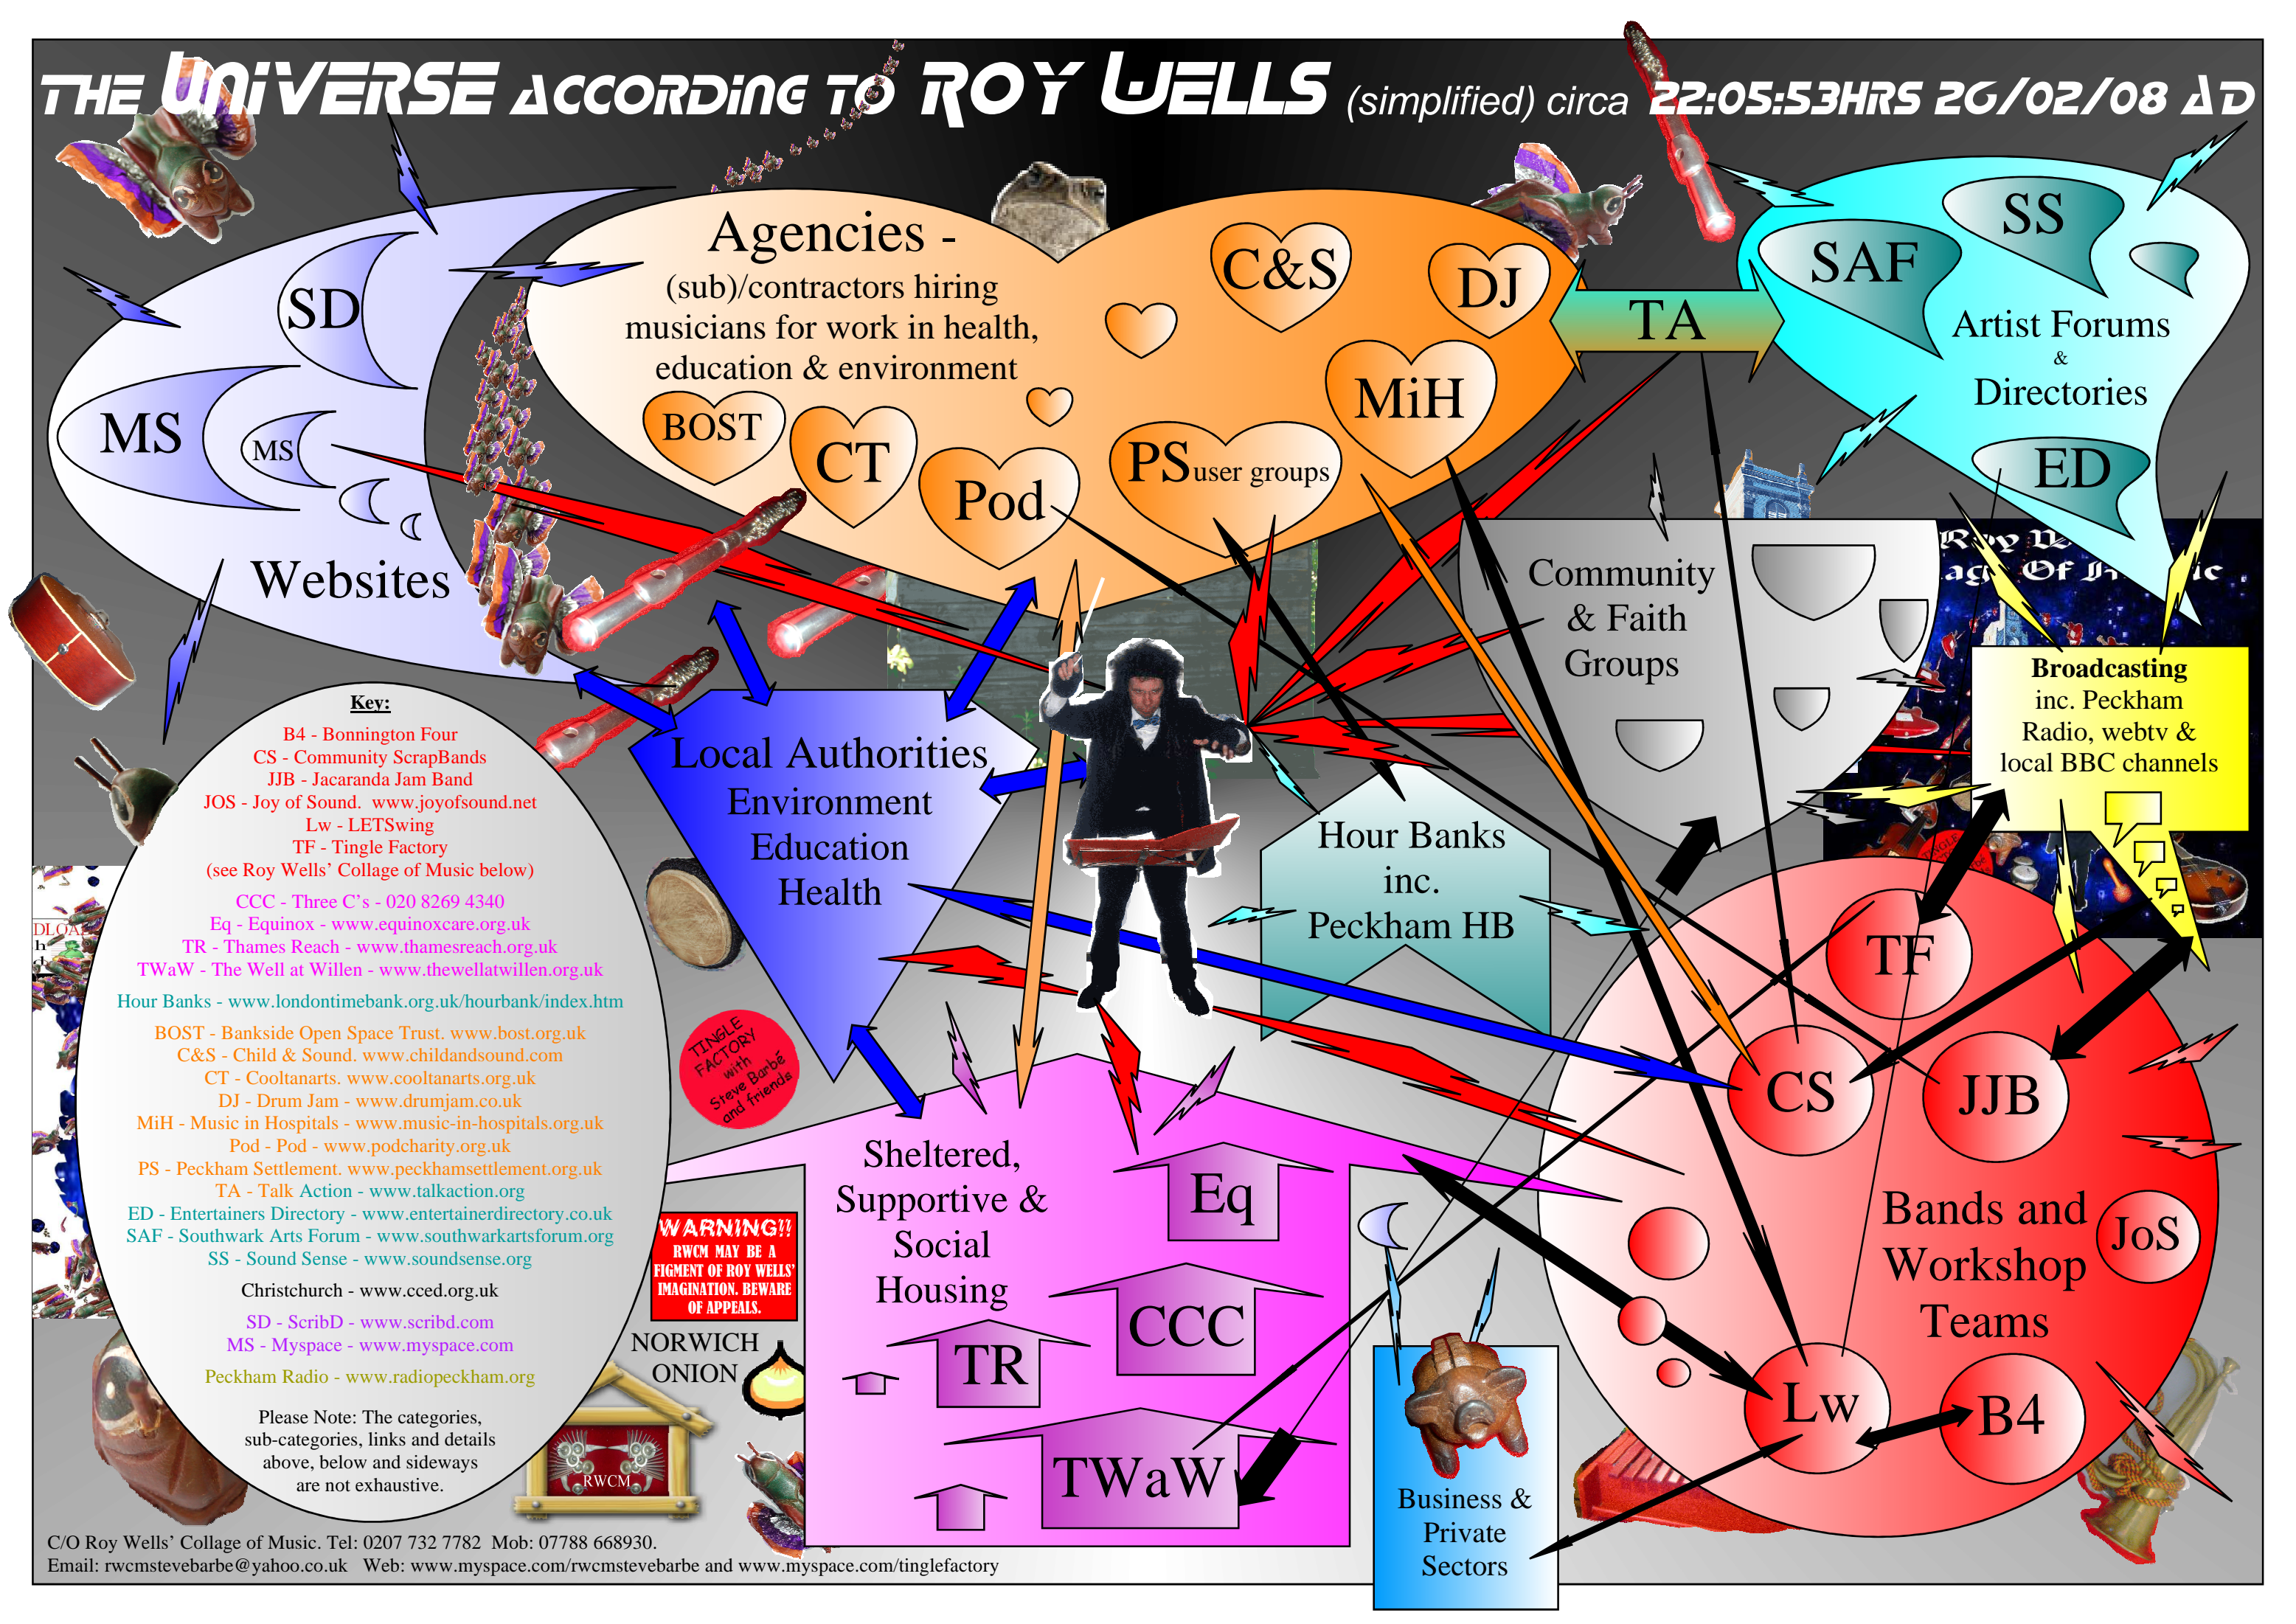 THE UNIVERSE ACCORDING TO ROY WELLS (simplified) circa 22:05:53HRS 26/02/08 AD
Agencies -
(sub)/contractors hiring
musicians for work in health,
education & environment
C&S
DJ
MiH
BOST
CT
Pod
PS user groups
TA
SS
SAF
Artist Forums
&
Directories
ED
SD
MS
MS
Websites
Community
& Faith
Groups
Roy W
Of
ic
Broadcasting
inc. Peckham
Radio, webtv &
local BBC channels
Local Authorities
Environment
Education
Health
Hour Banks
inc.
Peckham HB
Key:
B4 - Bonnington Four
CS - Community ScrapBands
JJB - Jacaranda Jam Band
JOS - Joy of Sound.  www.joyofsound.net
Lw - LETSwing
TF - Tingle Factory
(see Roy Wells' Collage of Music below)
CCC - Three C's - 020 8269 4340
Eq - Equinox - www.equinoxcare.org.uk
TR - Thames Reach - www.thamesreach.org.uk
TWaW - The Well at Willen - www.thewellatwillen.org.uk
Hour Banks - www.londontimebank.org.uk/hourbank/index.htm
BOST - Bankside Open Space Trust. www.bost.org.uk
C&S - Child & Sound. www.childandsound.com
CT - Cooltanarts. www.cooltanarts.org.uk
DJ - Drum Jam - www.drumjam.co.uk
MiH - Music in Hospitals - www.music-in-hospitals.org.uk
Pod - Pod - www.podcharity.org.uk
PS - Peckham Settlement. www.peckhamsettlement.org.uk
TA - Talk Action - www.talkaction.org
ED - Entertainers Directory - www.entertainerdirectory.co.uk
SAF - Southwark Arts Forum - www.southwarkartsforum.org
SS - Sound Sense - www.soundsense.org
Christchurch - www.cced.org.uk
SD - ScribD - www.scribd.com
MS - Myspace - www.myspace.com
Peckham Radio - www.radiopeckham.org
Please Note: The categories,
sub-categories, links and details
above, below and sideways
are not exhaustive.
TINGLE
FACTORY
with
Steve Barbé
and friends
WARNING!!
RWCM MAY BE A
FIGMENT OF ROY WELLS'
IMAGINATION. BEWARE
OF APPEALS.
NORWICH
ONION
RWCM
Sheltered,
Supportive &
Social
Housing
Eq
CCC
TR
TWaW
Business &
Private
Sectors
TF
CS
JJB
JoS
Bands and
Workshop
Teams
Lw
B4
C/O Roy Wells' Collage of Music. Tel: 0207 732 7782  Mob: 07788 668930.
Email: rwcmstevebarbe@yahoo.co.uk   Web: www.myspace.com/rwcmstevebarbe and www.myspace.com/tinglefactory